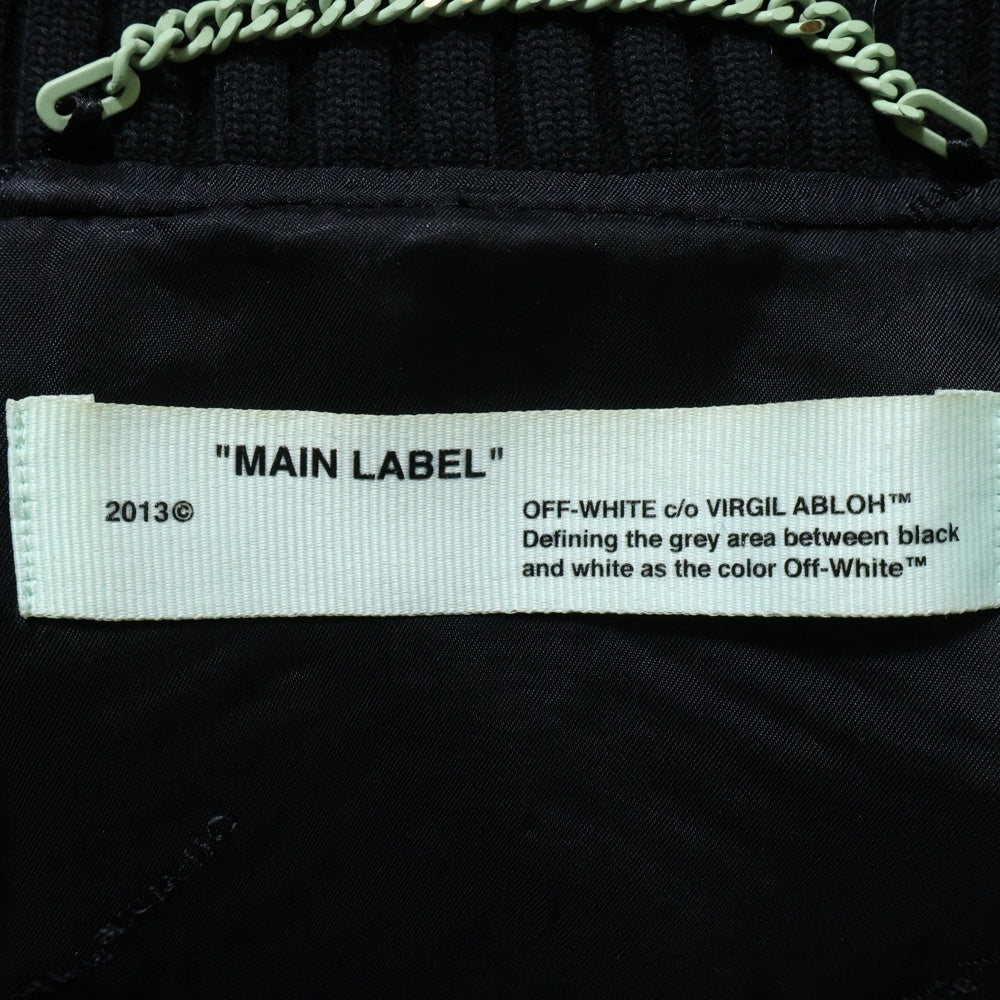 "MAIN LABEL"
2013©
OFF-WHITE c/o VIRGIL ABLOH™
Defining the grey area between black
and white as the color Off-White™